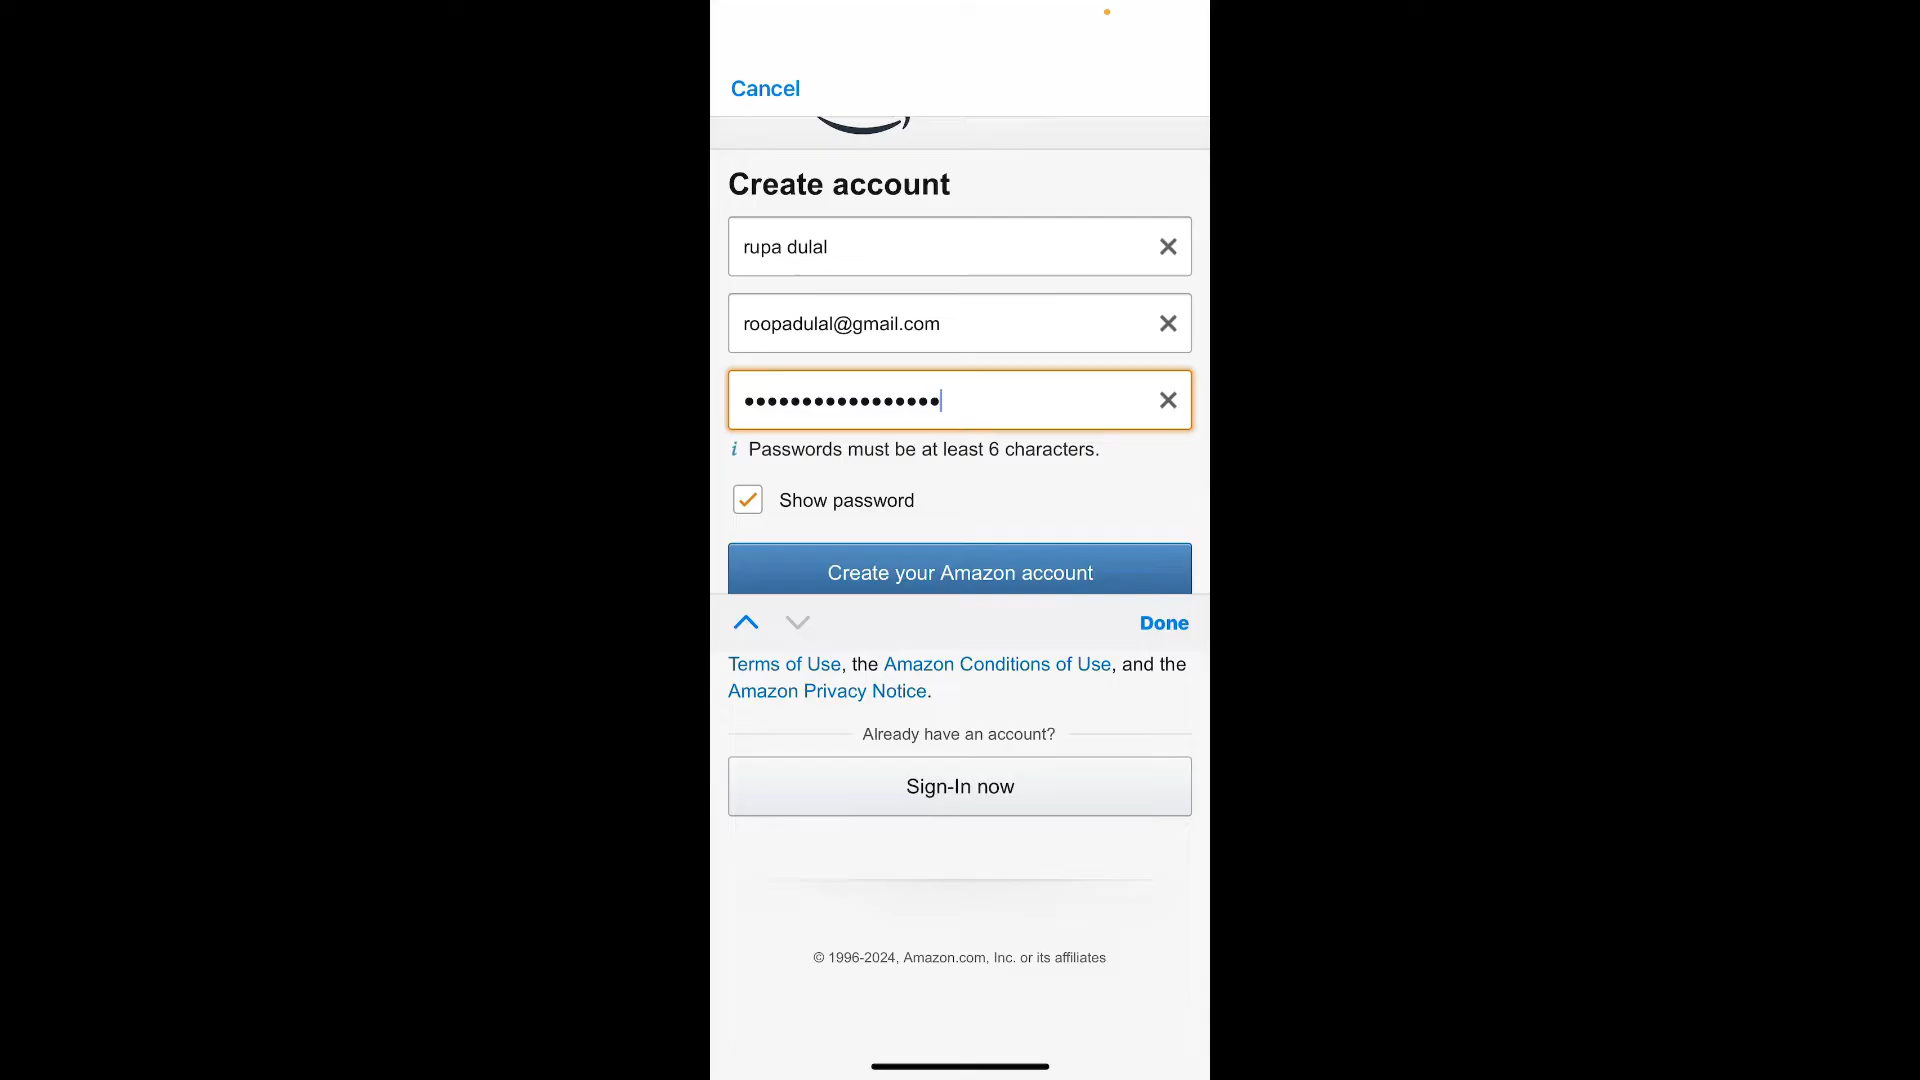 Cancel
Create account
rupa dulal
roopadulal@gmail.com
•••••••••••••••••
i Passwords must be at least 6 characters.
Show password
Create your Amazon account
Done
Terms of Use, the Amazon Conditions of Use, and the
Amazon Privacy Notice.
Already have an account?
Sign-In now
© 1996-2024, Amazon.com, Inc. or its affiliates